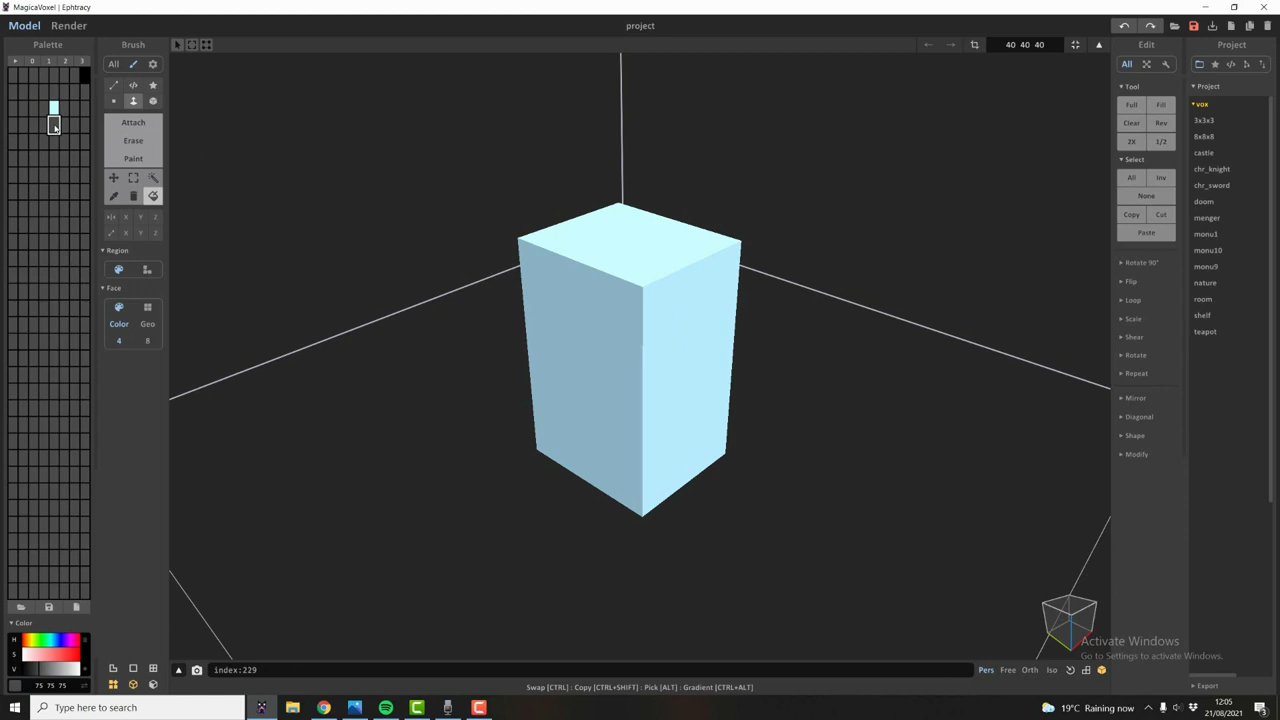 MagicaVoxel | Ephtracy
Model Render
project
Palette
Brush
40 40 40
Edit
Project
0 1 2 3
All
All
Tool
Full Fill
Clear Rev
2X 1/2
Select
All Inv
None
Copy Cut
Paste
Rotate 90°
Flip
Loop
Scale
Shear
Rotate
Repeat
Mirror
Diagonal
Shape
Modify
Project
vox
3x3x3
8x8x8
castle
chr_knight
chr_sword
doom
menger
monu1
monu10
monu9
nature
room
shelf
teapot
Export
Attach
Erase
Paint
X Y Z
X Y Z
Region
Face
Color Geo
4 8
Color
H
S
V
75 75 75
index:229
Pers Free Orth Iso
Swap [CTRL] : Copy [CTRL+SHIFT] : Pick [ALT] : Gradient [CTRL+ALT]
Activate Windows
Go to Settings to activate Windows.
Type here to search
19°C Raining now
12:05
21/08/2021
3